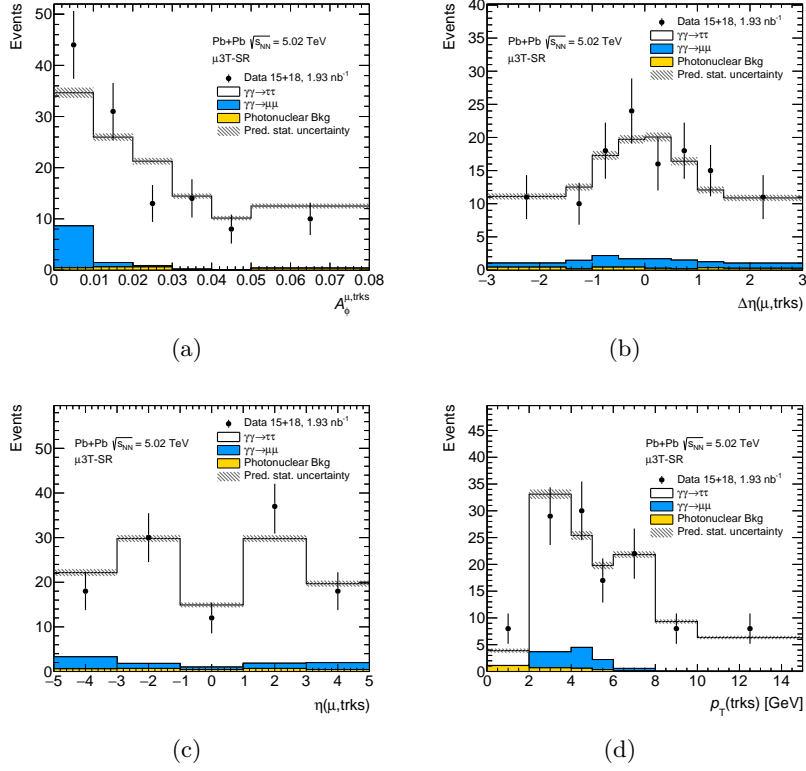 Events
50
40
30
20
10
0
Pb+Pb √sNN = 5.02 TeV
μ3T-SR
Data 15+18, 1.93 nb⁻¹
γγ→ττ
γγ→μμ
Photonuclear Bkg
Pred. stat. uncertainty
0 0.01 0.02 0.03 0.04 0.05 0.06 0.07 0.08
Aϕ^μ,trks
(a)
Events
40
35
30
25
20
15
10
5
0
Pb+Pb √sNN = 5.02 TeV
μ3T-SR
Data 15+18, 1.93 nb⁻¹
γγ→ττ
γγ→μμ
Photonuclear Bkg
Pred. stat. uncertainty
−3 −2 −1 0 1 2 3
Δη(μ,trks)
(b)
Events
50
40
30
20
10
0
Pb+Pb √sNN = 5.02 TeV
μ3T-SR
Data 15+18, 1.93 nb⁻¹
γγ→ττ
γγ→μμ
Photonuclear Bkg
Pred. stat. uncertainty
−5 −4 −3 −2 −1 0 1 2 3 4 5
η(μ,trks)
(c)
Events
45
40
35
30
25
20
15
10
5
0
Pb+Pb √sNN = 5.02 TeV
μ3T-SR
Data 15+18, 1.93 nb⁻¹
γγ→ττ
γγ→μμ
Photonuclear Bkg
Pred. stat. uncertainty
0 2 4 6 8 10 12 14
pT(trks) [GeV]
(d)